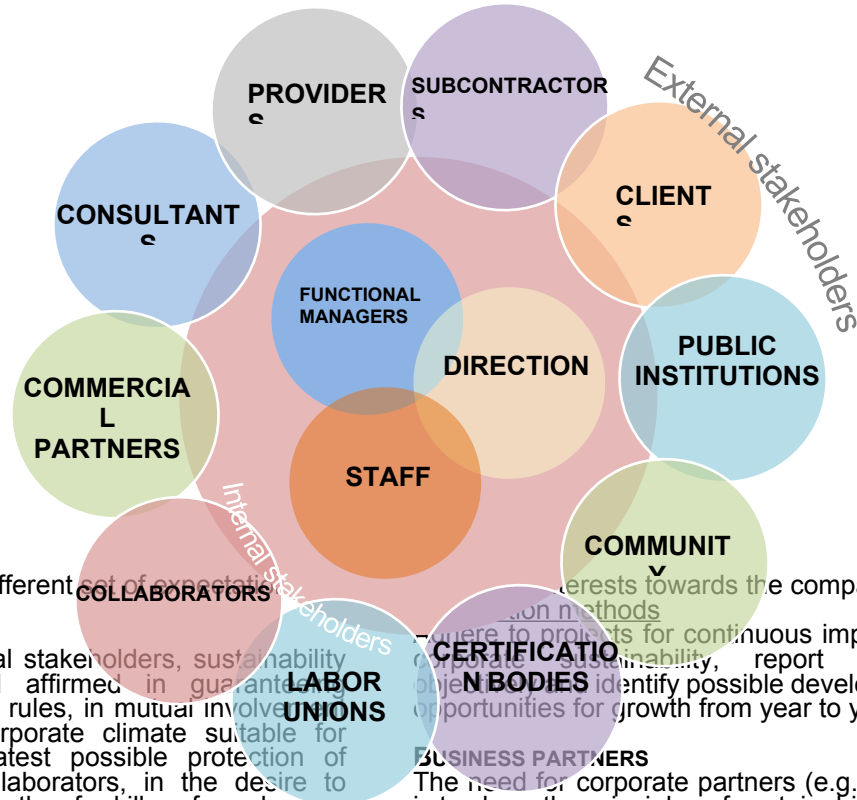 PROVIDER
S
SUBCONTRACTOR
S
External stakeholders
CLIENT
S
CONSULTANT
S
FUNCTIONAL
MANAGERS
DIRECTION
PUBLIC
INSTITUTIONS
COMMERCIA
L
PARTNERS
STAFF
Internal stakeholders
COMMUNIT
Y
COLLABORATORS
CERTIFICATIO
N BODIES
LABOR
UNIONS
fferent set of
al stakeholders, sustainability
affirmed in guaranteeing
rules, in mutual involvement
rporate climate suitable for
atest possible protection of
laborators, in the desire to
erests towards the compa
tion methods
to projects for continuous imp
corporate sustainability, report
objectively and identify possible develo
opportunities for growth from year to y
BUSINESS PARTNERS
The need for corporate partners (e.g.